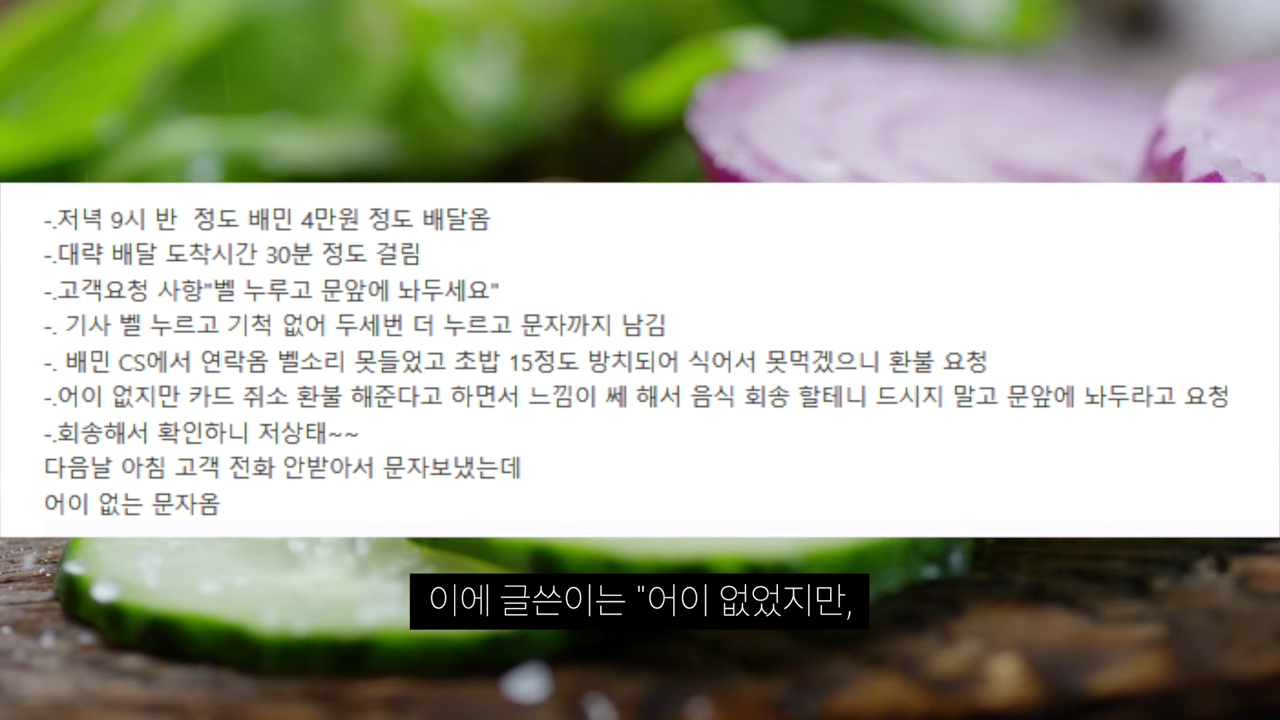 -.저녁 9시 반  정도 배민 4만원 정도 배달옴
-.대략 배달 도착시간 30분 정도 걸림
-.고객요청 사항"벨 누루고 문앞에 놔두세요"
-. 기사 벨 누르고 기척 없어 두세번 더 누르고 문자까지 남김
-. 배민 CS에서 연락옴 벨소리 못들었고 초밥 15정도 방치되어 식어서 못먹겠으니 환불 요청
-.어이 없지만 카드 쥐소 환불 해준다고 하면서 느낌이 쎄 해서 음식 회송 할테니 드시지 말고 문앞에 놔두라고 요청
-.회송해서 확인하니 저상태~~
다음날 아침 고객 전화 안받아서 문자보냈는데
어이 없는 문자옴
이에 글쓴이는 "어이 없었지만,